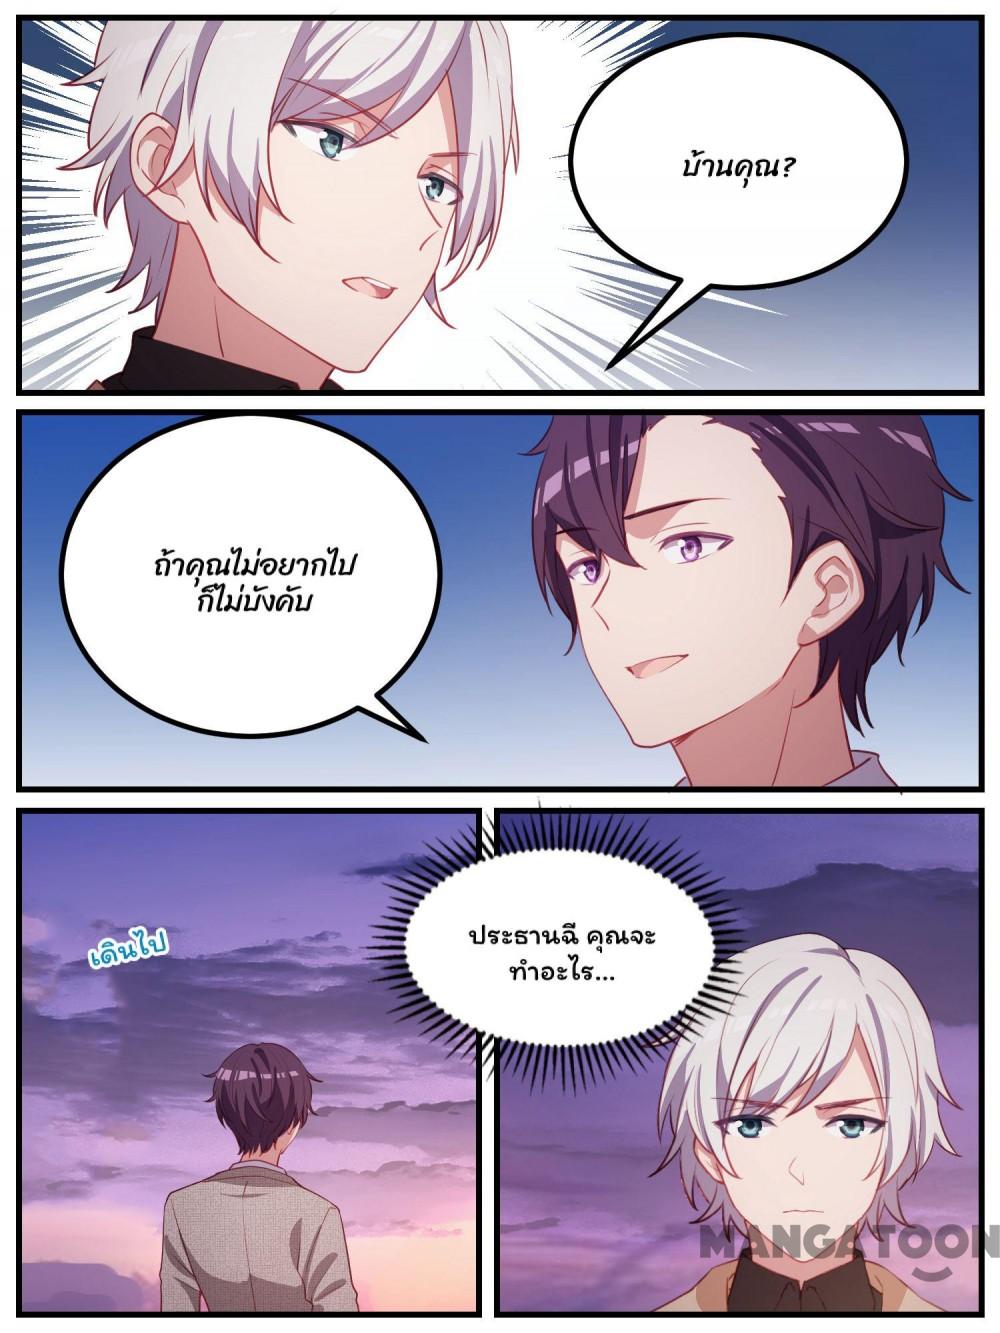 บ้านคุณ?
ถ้าคุณไม่อยากไป
ก็ไม่บังคับ
เดินไป
ประธานฉี คุณจะ
ทำอะไร...
MANGATOON